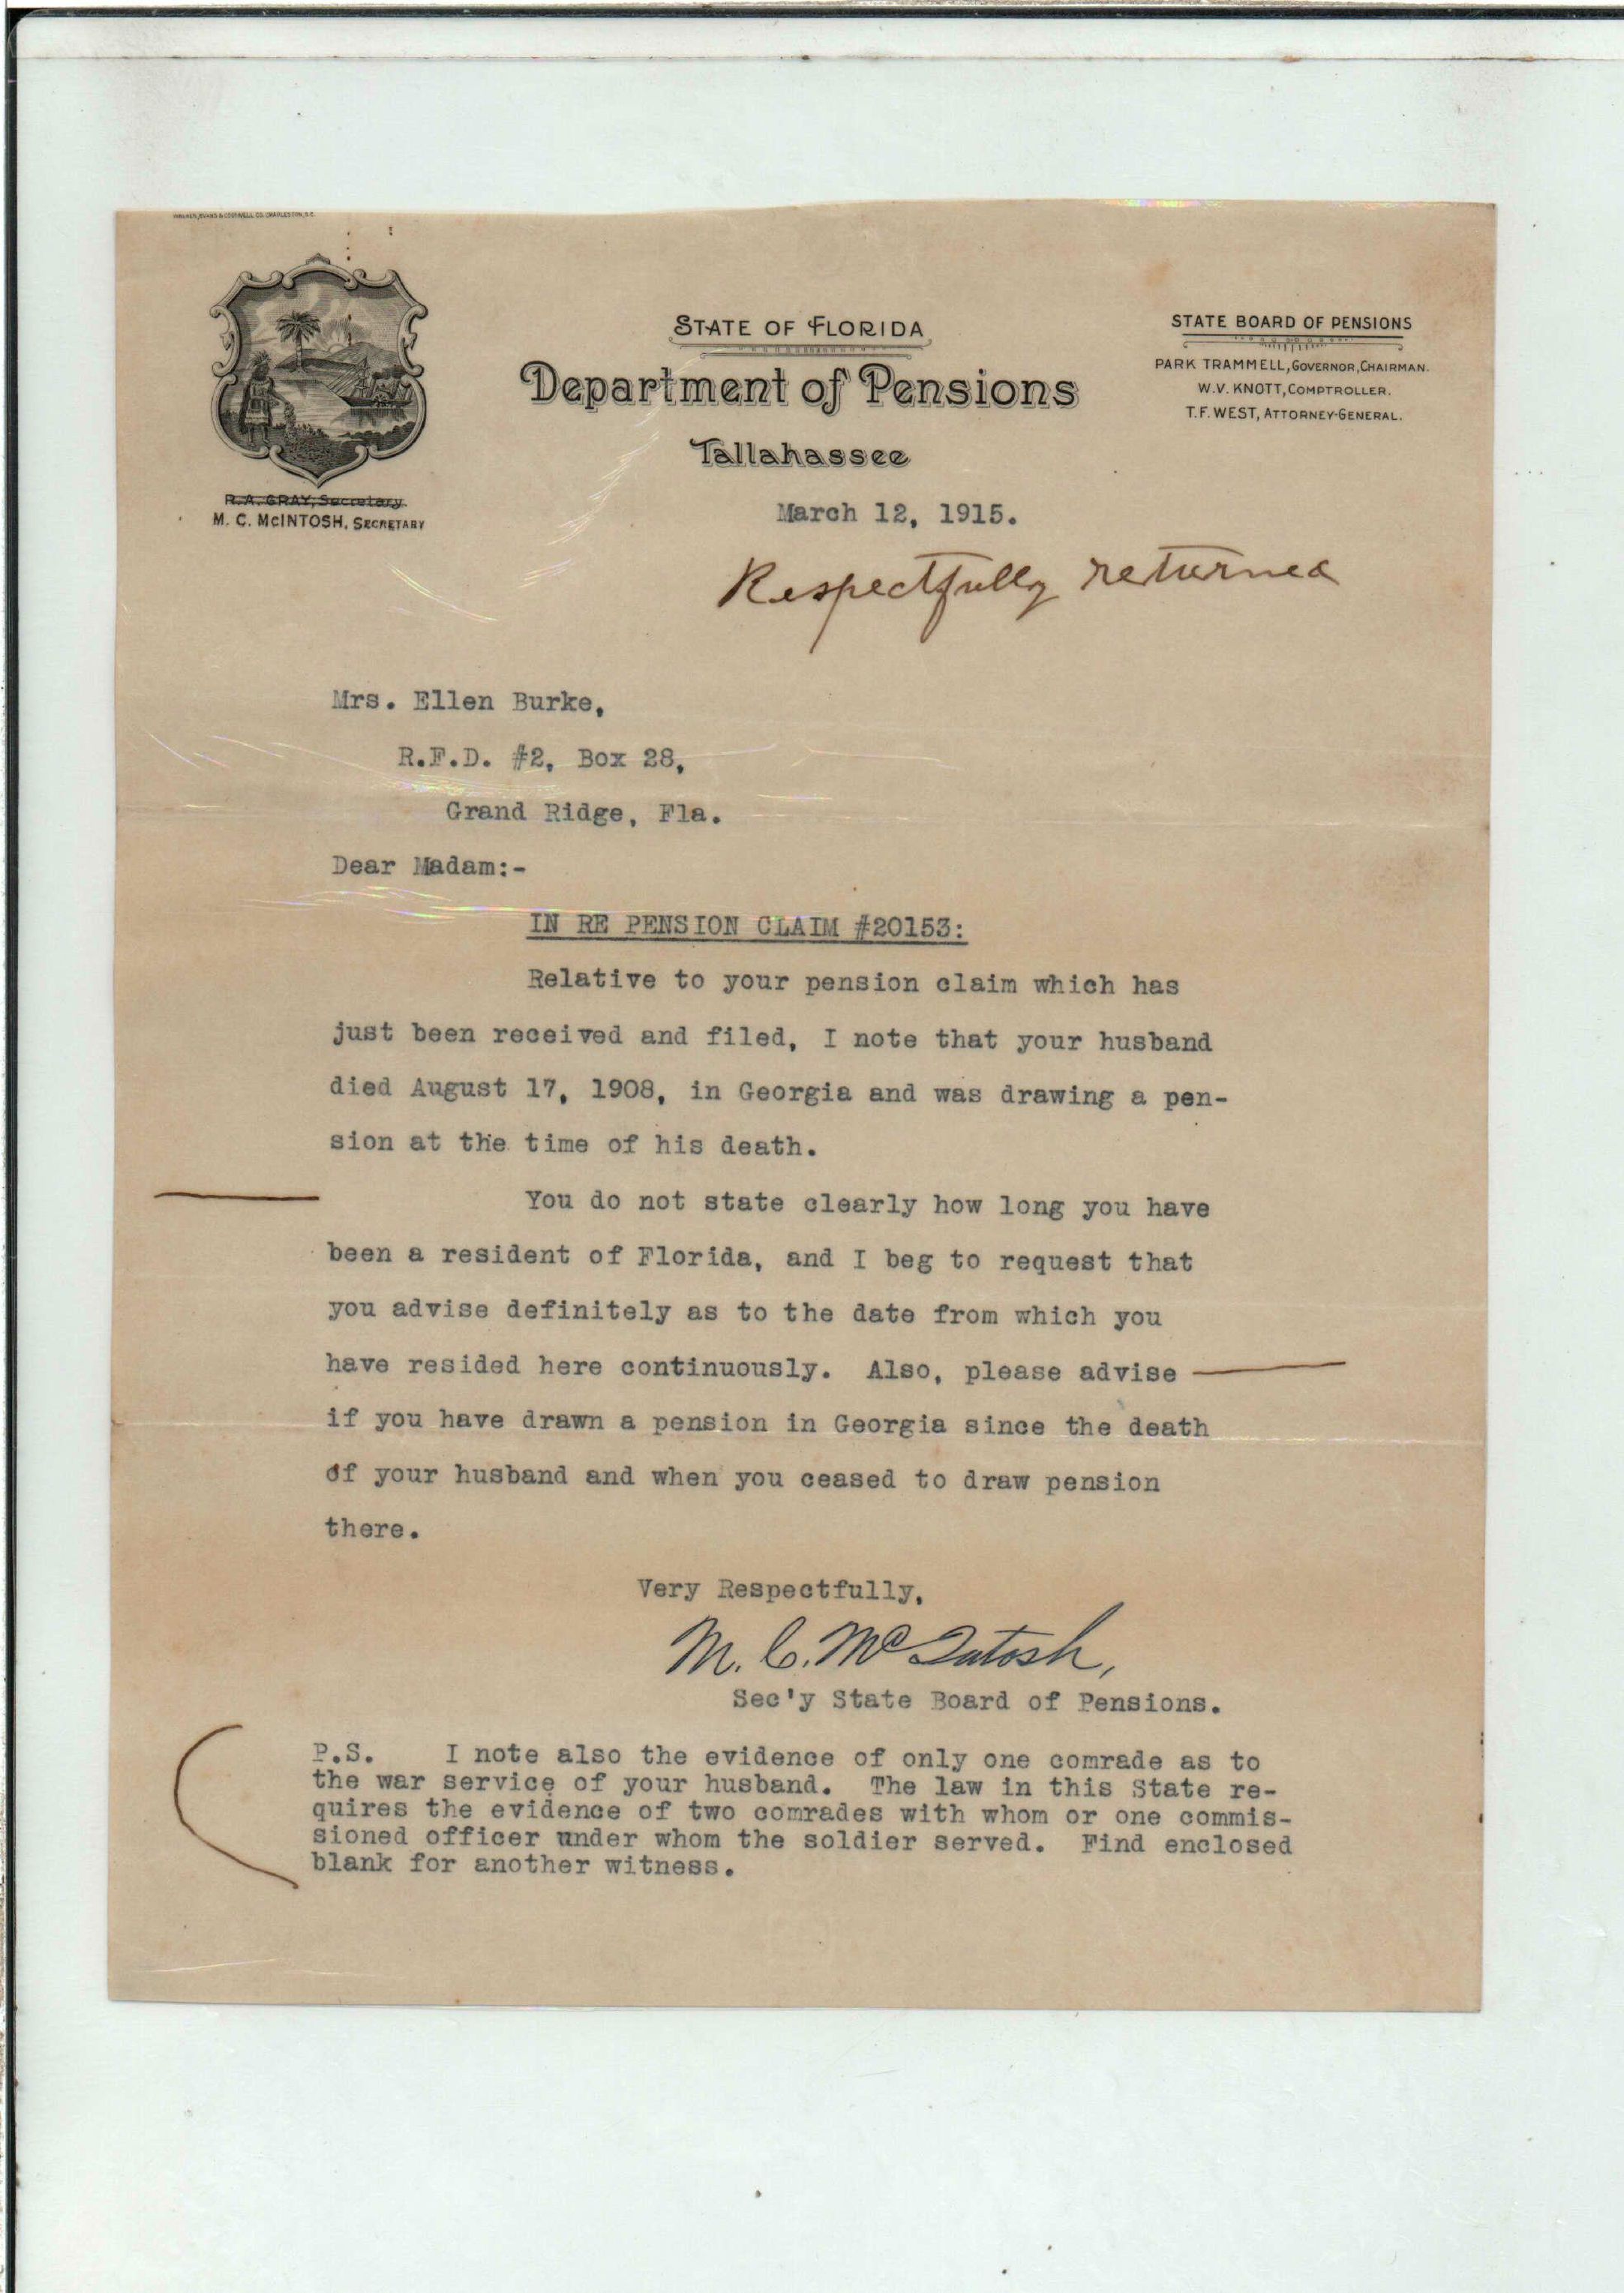 WALKER, EVANS & COGSWELL CO. CHARLESTON, S.C.
STATE OF FLORIDA
Department of Pensions
Tallahassee
STATE BOARD OF PENSIONS
PARK TRAMMELL, GOVERNOR, CHAIRMAN.
W. V. KNOTT, COMPTROLLER.
T. F. WEST, ATTORNEY-GENERAL.
R. A. GRAY, Secretary.
M. C. McINTOSH, SECRETARY
March 12, 1915.
Respectfully returned
Mrs. Ellen Burke,
R.F.D. #2, Box 28,
Grand Ridge, Fla.
Dear Madam:-
IN RE PENSION CLAIM #20153:
Relative to your pension claim which has
just been received and filed, I note that your husband
died August 17, 1908, in Georgia and was drawing a pen-
sion at the time of his death.
You do not state clearly how long you have
been a resident of Florida, and I beg to request that
you advise definitely as to the date from which you
have resided here continuously. Also, please advise
if you have drawn a pension in Georgia since the death
of your husband and when you ceased to draw pension
there.
Very Respectfully,
M. C. McIntosh,
Sec'y State Board of Pensions.
P.S. I note also the evidence of only one comrade as to
the war service of your husband. The law in this State re-
quires the evidence of two comrades with whom or one commis-
sioned officer under whom the soldier served. Find enclosed
blank for another witness.